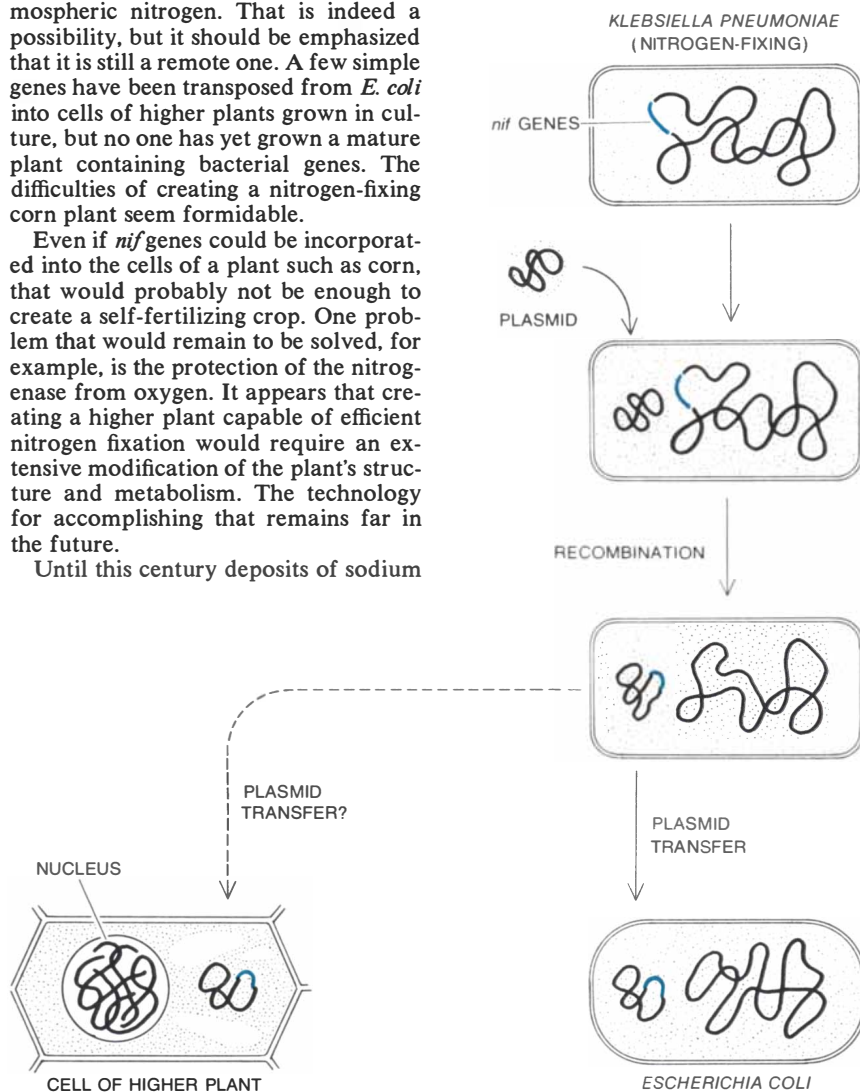 mospheric nitrogen. That is indeed a
possibility, but it should be emphasized
that it is still a remote one. A few simple
genes have been transposed from E. coli
into cells of higher plants grown in cul-
ture, but no one has yet grown a mature
plant containing bacterial genes. The
difficulties of creating a nitrogen-fixing
corn plant seem formidable.
Even if nif genes could be incorporat-
ed into the cells of a plant such as corn,
that would probably not be enough to
create a self-fertilizing crop. One prob-
lem that would remain to be solved, for
example, is the protection of the nitrog-
enase from oxygen. It appears that cre-
ating a higher plant capable of efficient
nitrogen fixation would require an ex-
tensive modification of the plant's struc-
ture and metabolism. The technology
for accomplishing that remains far in
the future.
Until this century deposits of sodium
KLEBSIELLA PNEUMONIAE
(NITROGEN-FIXING)
nif GENES
PLASMID
RECOMBINATION
PLASMID
TRANSFER?
PLASMID
TRANSFER
NUCLEUS
CELL OF HIGHER PLANT
ESCHERICHIA COLI